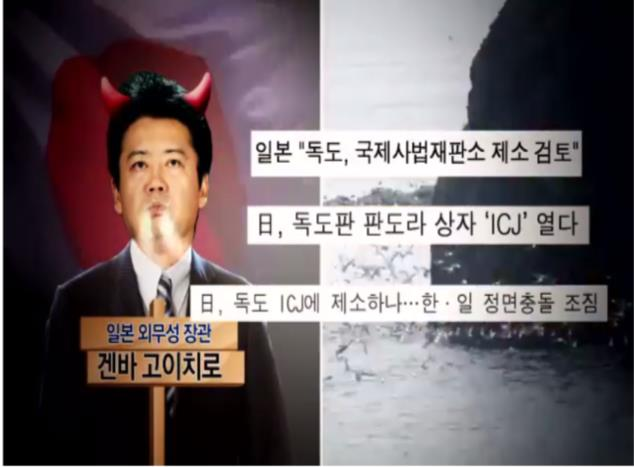 일본 "독도, 국제사법재판소 제소 검토"
日, 독도판 판도라 상자 ‘ICJ’ 열다
日, 독도 ICJ에 제소하나…한·일 정면충돌 조짐
일본 외무성 장관
겐바 고이치로